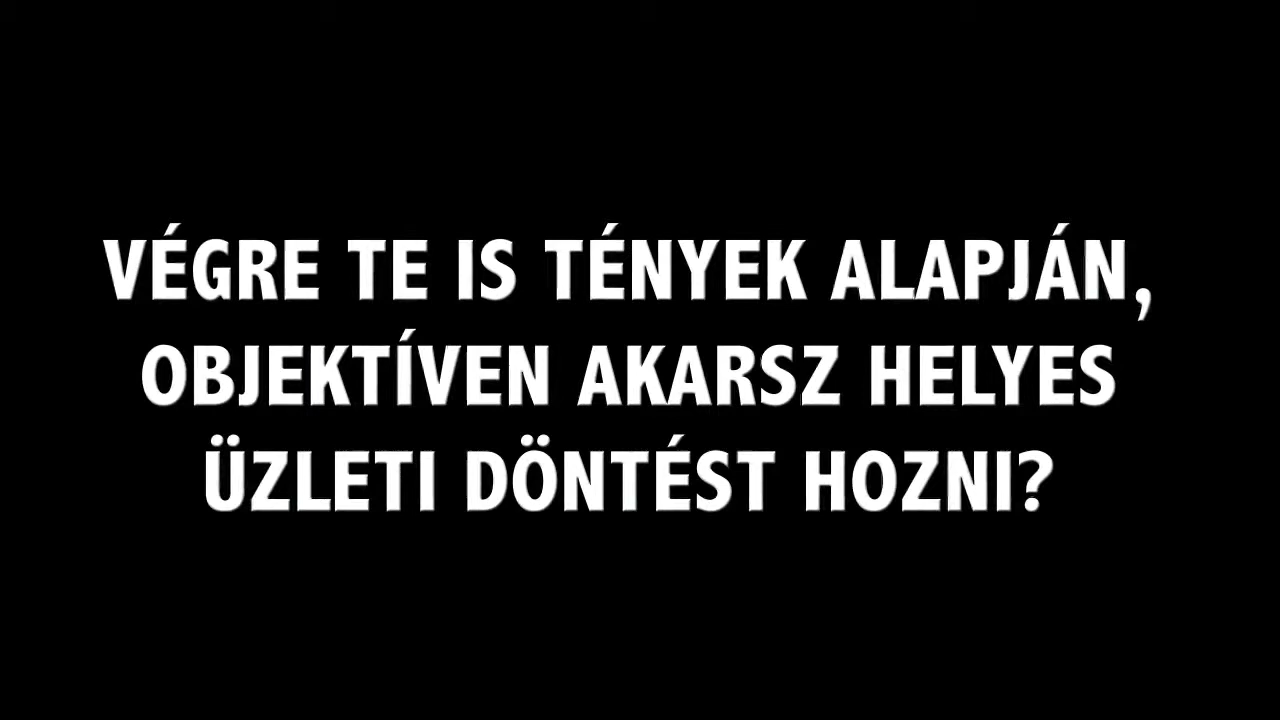 VÉGRE TE IS TÉNYEK ALAPJÁN,
OBJEKTÍVEN AKARSZ HELYES
ÜZLETI DÖNTÉST HOZNI?